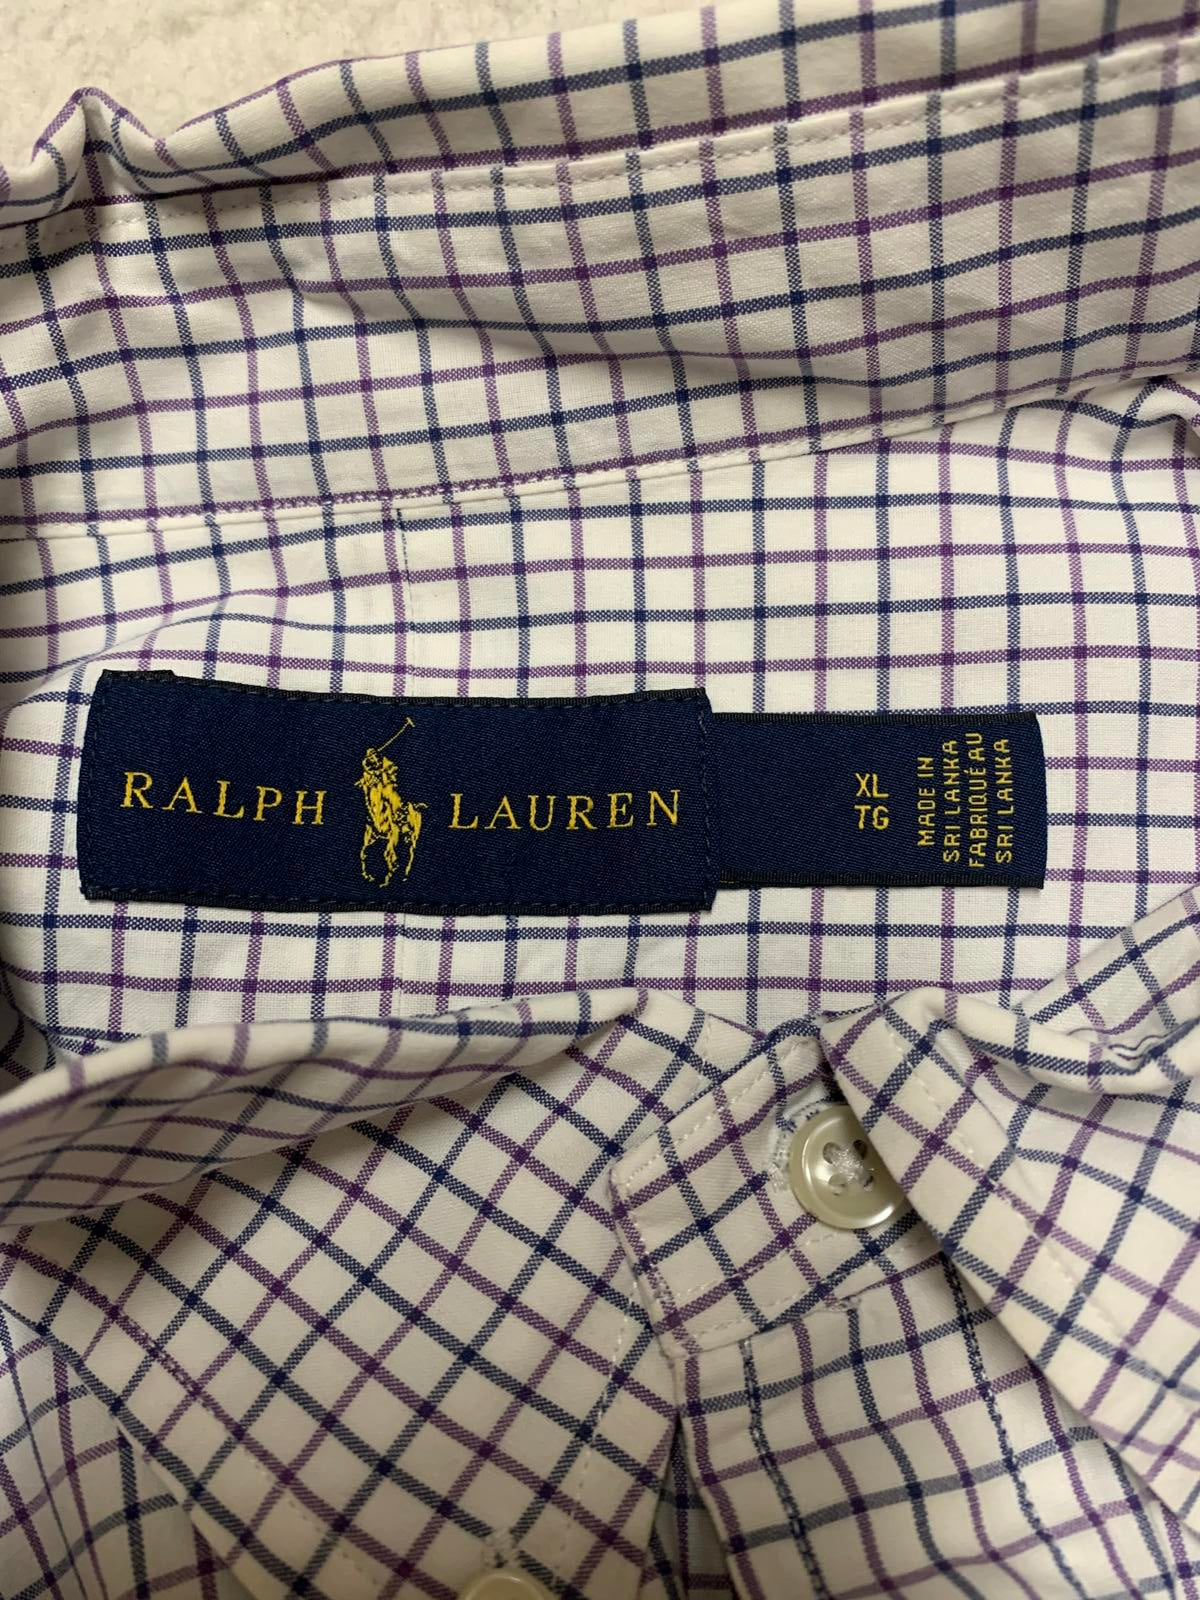 RALPH LAUREN
XL
TG
MADE IN
SRI LANKA
FABRIQUÉ AU
SRI LANKA